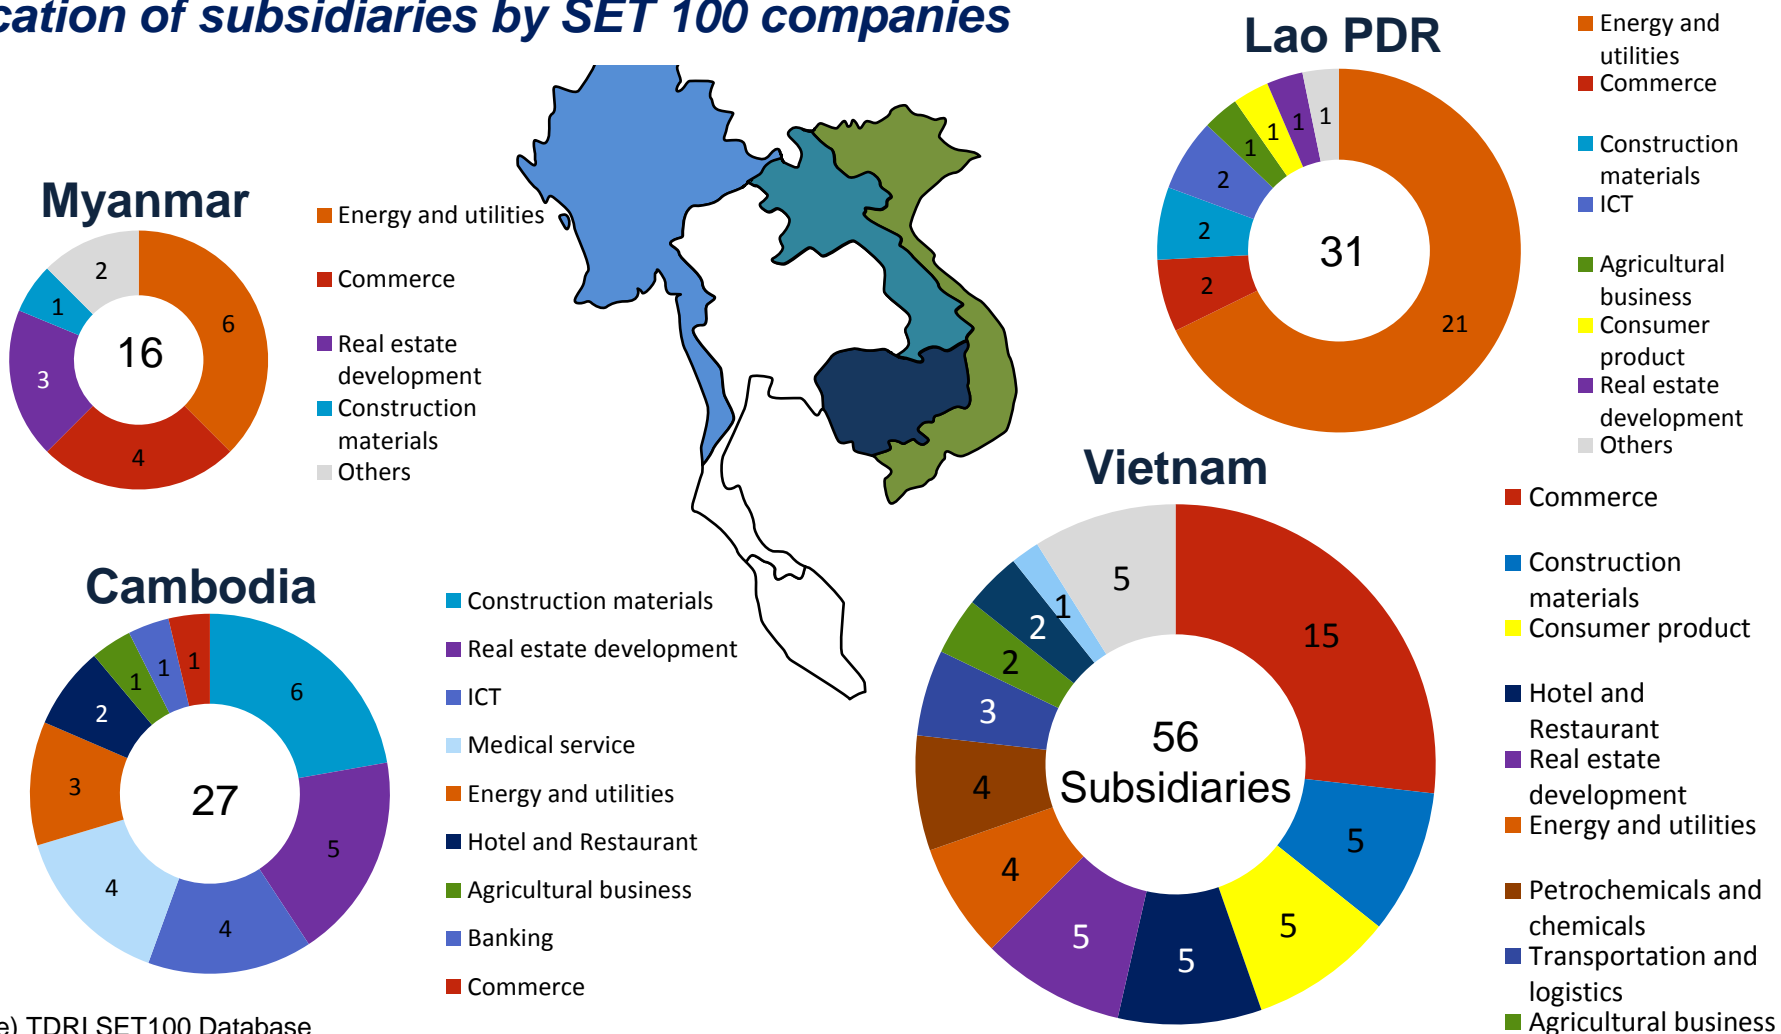 cation of subsidiaries by SET 100 companies
Myanmar
16
6
4
3
1
2
Energy and utilities
Commerce
Real estate
development
Construction
materials
Others
Lao PDR
31
21
2
2
2
1
1
1
1
Energy and
utilities
Commerce
Construction
materials
ICT
Agricultural
business
Consumer
product
Real estate
development
Others
Cambodia
27
6
5
4
4
3
2
1
1
1
Construction materials
Real estate development
ICT
Medical service
Energy and utilities
Hotel and Restaurant
Agricultural business
Banking
Commerce
Vietnam
56
Subsidiaries
15
5
5
5
5
4
4
3
2
2
1
5
Commerce
Construction
materials
Consumer product
Hotel and
Restaurant
Real estate
development
Energy and utilities
Petrochemicals and
chemicals
Transportation and
logistics
Agricultural business
e) TDRI SET100 Database